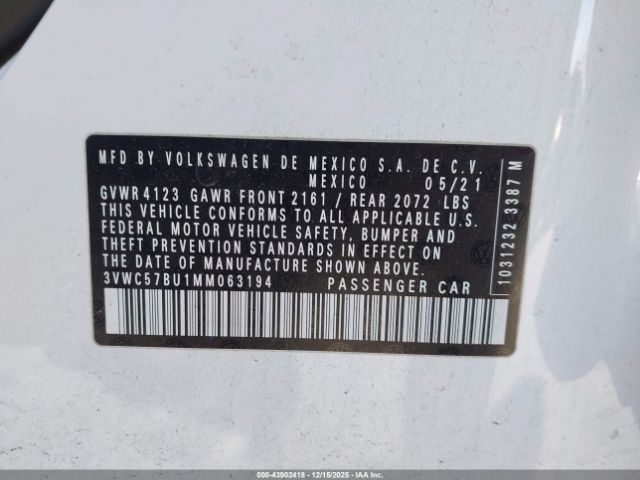 MFD BY VOLKSWAGEN DE MEXICO S.A. DE C.V.
MEXICO 05/21
GVWR 4123 GAWR FRONT 2161 / REAR 2072 LBS
THIS VEHICLE CONFORMS TO ALL APPLICABLE U.S.
FEDERAL MOTOR VEHICLE SAFETY, BUMPER AND
THEFT PREVENTION STANDARDS IN EFFECT ON
THE DATE OF MANUFACTURE SHOWN ABOVE.
3VWC57BU1MM063194 PASSENGER CAR
1031232 3387 M
000-43902418 - 12/15/2025 - IAA